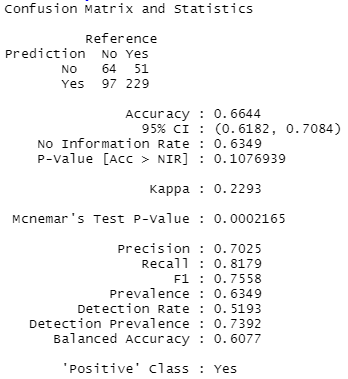 Confusion Matrix and Statistics
Reference
Prediction No Yes
No 64 51
Yes 97 229
Accuracy : 0.6644
95% CI : (0.6182, 0.7084)
No Information Rate : 0.6349
P-Value [Acc > NIR] : 0.1076939
Kappa : 0.2293
Mcnemar's Test P-Value : 0.0002165
Precision : 0.7025
Recall : 0.8179
F1 : 0.7558
Prevalence : 0.6349
Detection Rate : 0.5193
Detection Prevalence : 0.7392
Balanced Accuracy : 0.6077
'Positive' Class : Yes